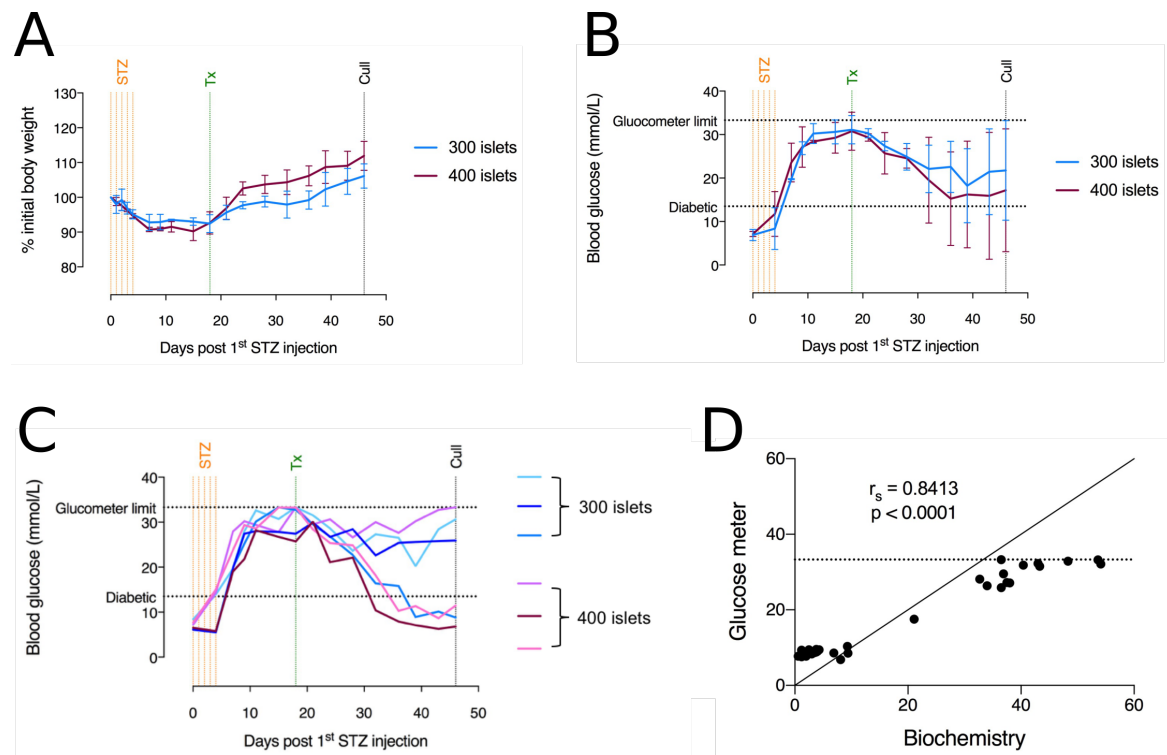 A
STZ
Tx
Cull
130
120
110
100
90
80
% initial body weight
300 islets
400 islets
0
10
20
30
40
50
Days post 1st STZ injection
B
STZ
Tx
Cull
40
Gluocometer limit
30
20
Diabetic
10
0
Blood glucose (mmol/L)
300 islets
400 islets
0
10
20
30
40
50
Days post 1st STZ injection
C
STZ
Tx
Cull
40
Glucometer limit
30
20
Diabetic
10
0
Blood glucose (mmol/L)
300 islets
400 islets
0
10
20
30
40
50
Days post 1st STZ injection
D
60
40
20
0
Glucose meter
rs = 0.8413
p < 0.0001
0
20
40
60
Biochemistry